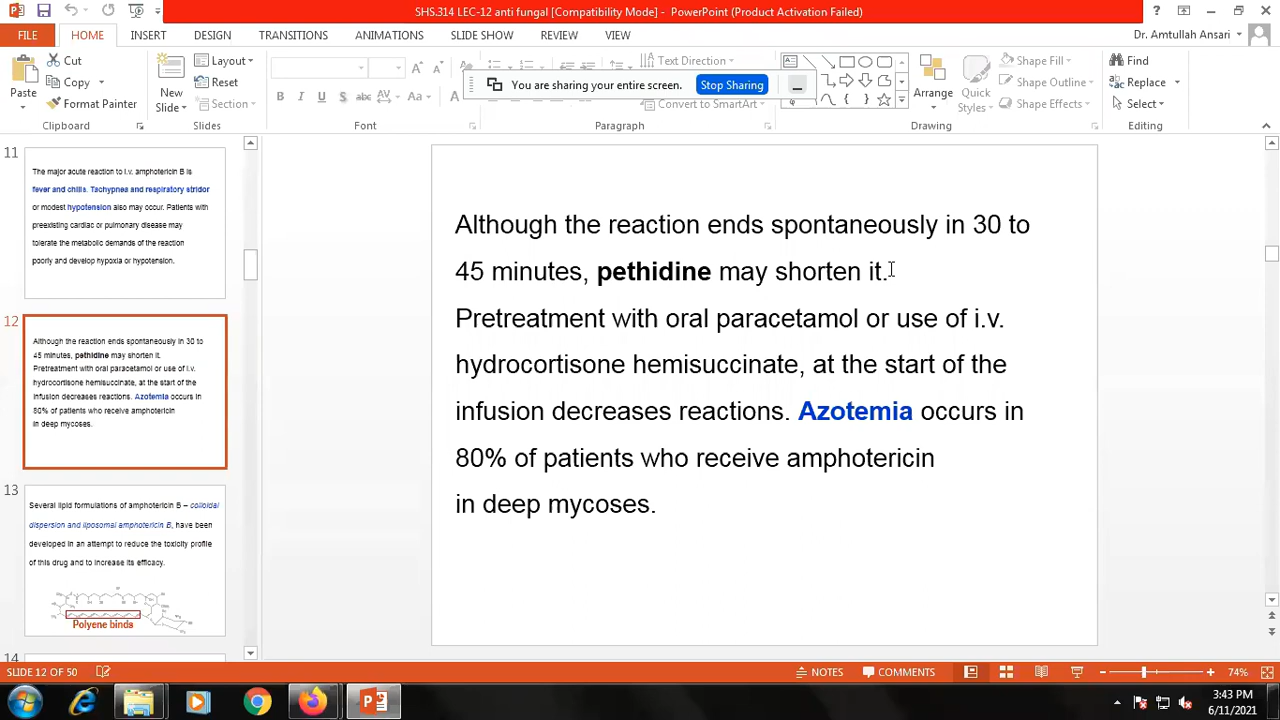 SHS.314 LEC-12 anti fungal [Compatibility Mode] - PowerPoint (Product Activation Failed)
FILE HOME INSERT DESIGN TRANSITIONS ANIMATIONS SLIDE SHOW REVIEW VIEW Dr. Amtullah Ansari
Paste
Cut
Copy
Format Painter
Clipboard
New Slide
Layout
Reset
Section
Slides
Font
You are sharing your entire screen. Stop Sharing
Text Direction
Convert to SmartArt
Paragraph
Arrange
Quick Styles
Shape Fill
Shape Outline
Shape Effects
Drawing
Find
Replace
Select
Editing
11
The major acute reaction to i.v. amphotericin B is
fever and chills. Tachypnea and respiratory stridor
or modest hypotension also may occur. Patients with
preexisting cardiac or pulmonary disease may
tolerate the metabolic demands of the reaction
poorly and develop hypoxia or hypotension.
12
Although the reaction ends spontaneously in 30 to
45 minutes, pethidine may shorten it.
Pretreatment with oral paracetamol or use of i.v.
hydrocortisone hemisuccinate, at the start of the
infusion decreases reactions. Azotemia occurs in
80% of patients who receive amphotericin
in deep mycoses.
13
Several lipid formulations of amphotericin B – colloidal
dispersion and liposomal amphotericin B, have been
developed in an attempt to reduce the toxicity profile
of this drug and to increase its efficacy.
Polyene binds
14
Although the reaction ends spontaneously in 30 to
45 minutes, pethidine may shorten it.
Pretreatment with oral paracetamol or use of i.v.
hydrocortisone hemisuccinate, at the start of the
infusion decreases reactions. Azotemia occurs in
80% of patients who receive amphotericin
in deep mycoses.
SLIDE 12 OF 50 NOTES COMMENTS 74%
3:43 PM
6/11/2021